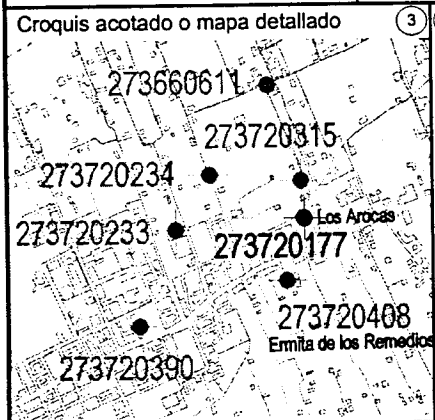 Croquis acotado o mapa detallado
3
273660611
273720315
273720234
Los Arocas
273720233
273720177
273720408
Ermita de los Remedios
273720390